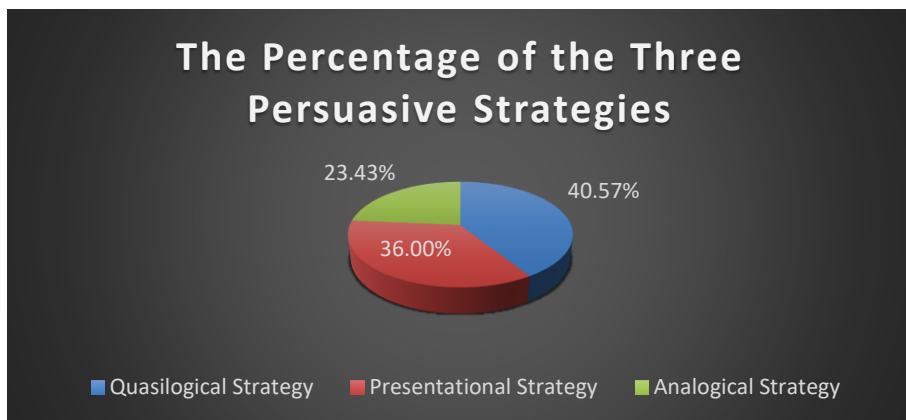 The Percentage of the Three
Persuasive Strategies
23.43%
40.57%
36.00%
Quasilogical Strategy
Presentational Strategy
Analogical Strategy